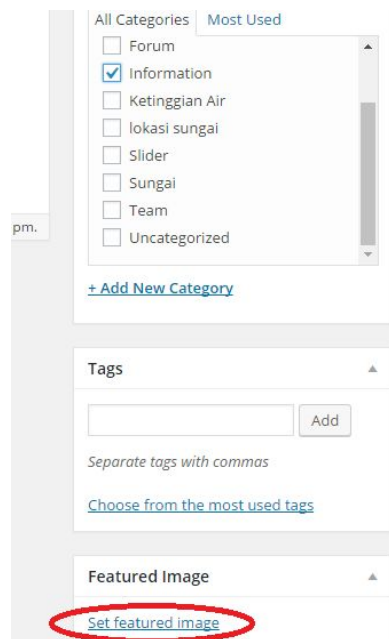 All Categories Most Used
Forum
Information
Ketinggian Air
lokasi sungai
Slider
Sungai
Team
Uncategorized
pm.
+ Add New Category
Tags
Add
Separate tags with commas
Choose from the most used tags
Featured Image
Set featured image